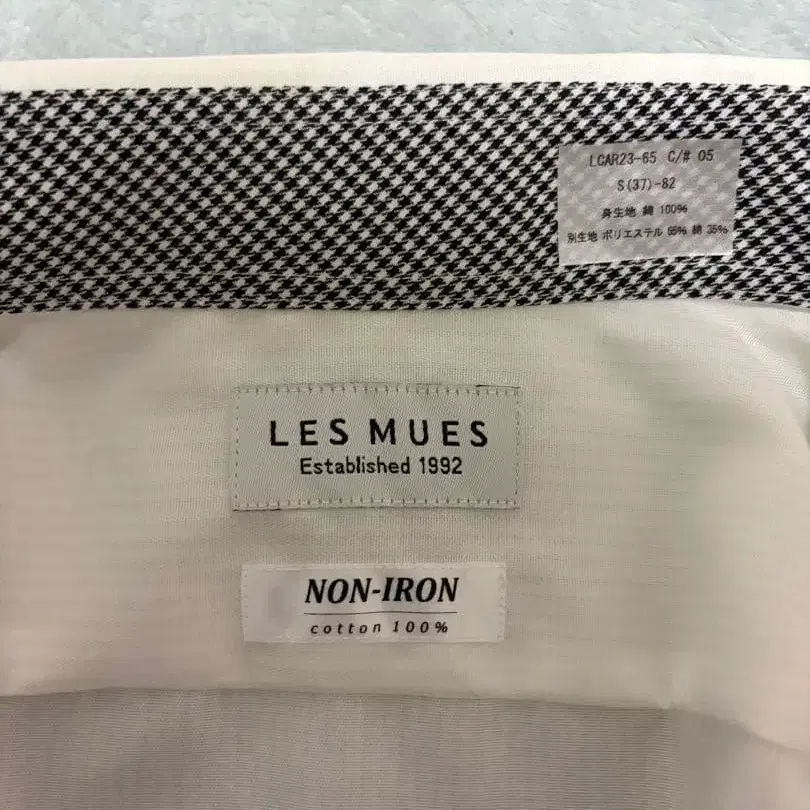 LCAR23-65 C/# 05
S(37)-82
身生地 綿 100%
別生地 ポリエステル 65% 綿 35%
LES MUES
Established 1992
NON-IRON
cotton 100%